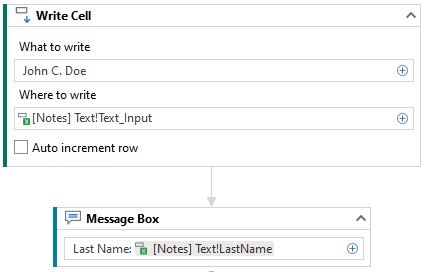 Write Cell
What to write
John C. Doe
Where to write
[Notes] Text!Text_Input
Auto increment row
Message Box
Last Name: [Notes] Text!LastName